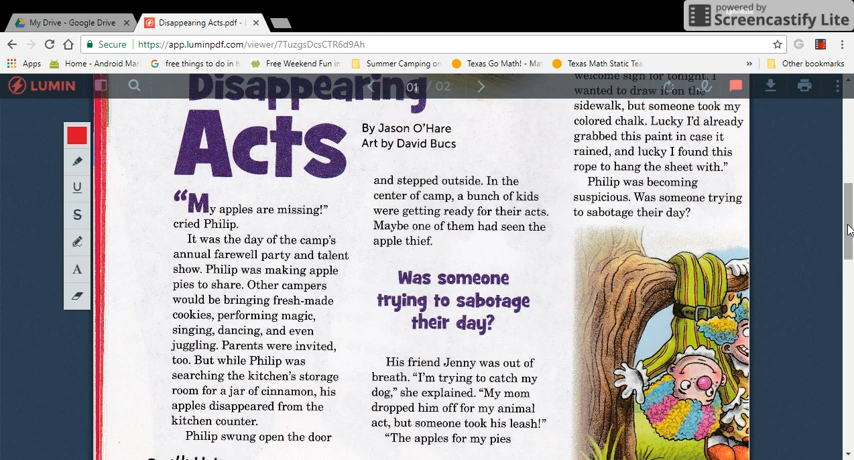 My Drive - Google Drive
Disappearing Acts.pdf -
powered by
Screencastify Lite
Secure
https://app.luminpdf.com/viewer/7TuzgsDcsCTR6d9Ah
Apps
Home - Android Mar
free things to do in h
Free Weekend Fun in
Summer Camping on
Texas Go Math! - Mat
Texas Math Static Tea
Other bookmarks
LUMIN
01 / 02
Disappearing
Acts
By Jason O’Hare
Art by David Bucs
“My apples are missing!”
cried Philip.
It was the day of the camp’s
annual farewell party and talent
show. Philip was making apple
pies to share. Other campers
would be bringing fresh-made
cookies, performing magic,
singing, dancing, and even
juggling. Parents were invited,
too. But while Philip was
searching the kitchen’s storage
room for a jar of cinnamon, his
apples disappeared from the
kitchen counter.
Philip swung open the door
and stepped outside. In the
center of camp, a bunch of kids
were getting ready for their acts.
Maybe one of them had seen the
apple thief.
Was someone
trying to sabotage
their day?
His friend Jenny was out of
breath. “I’m trying to catch my
dog,” she explained. “My mom
dropped him off for my animal
act, but someone took his leash!”
“The apples for my pies
welcome sign for tonight. I
wanted to draw it on the
sidewalk, but someone took my
colored chalk. Lucky I’d already
grabbed this paint in case it
rained, and lucky I found this
rope to hang the sheet with.”
Philip was becoming
suspicious. Was someone trying
to sabotage their day?
U
S
A